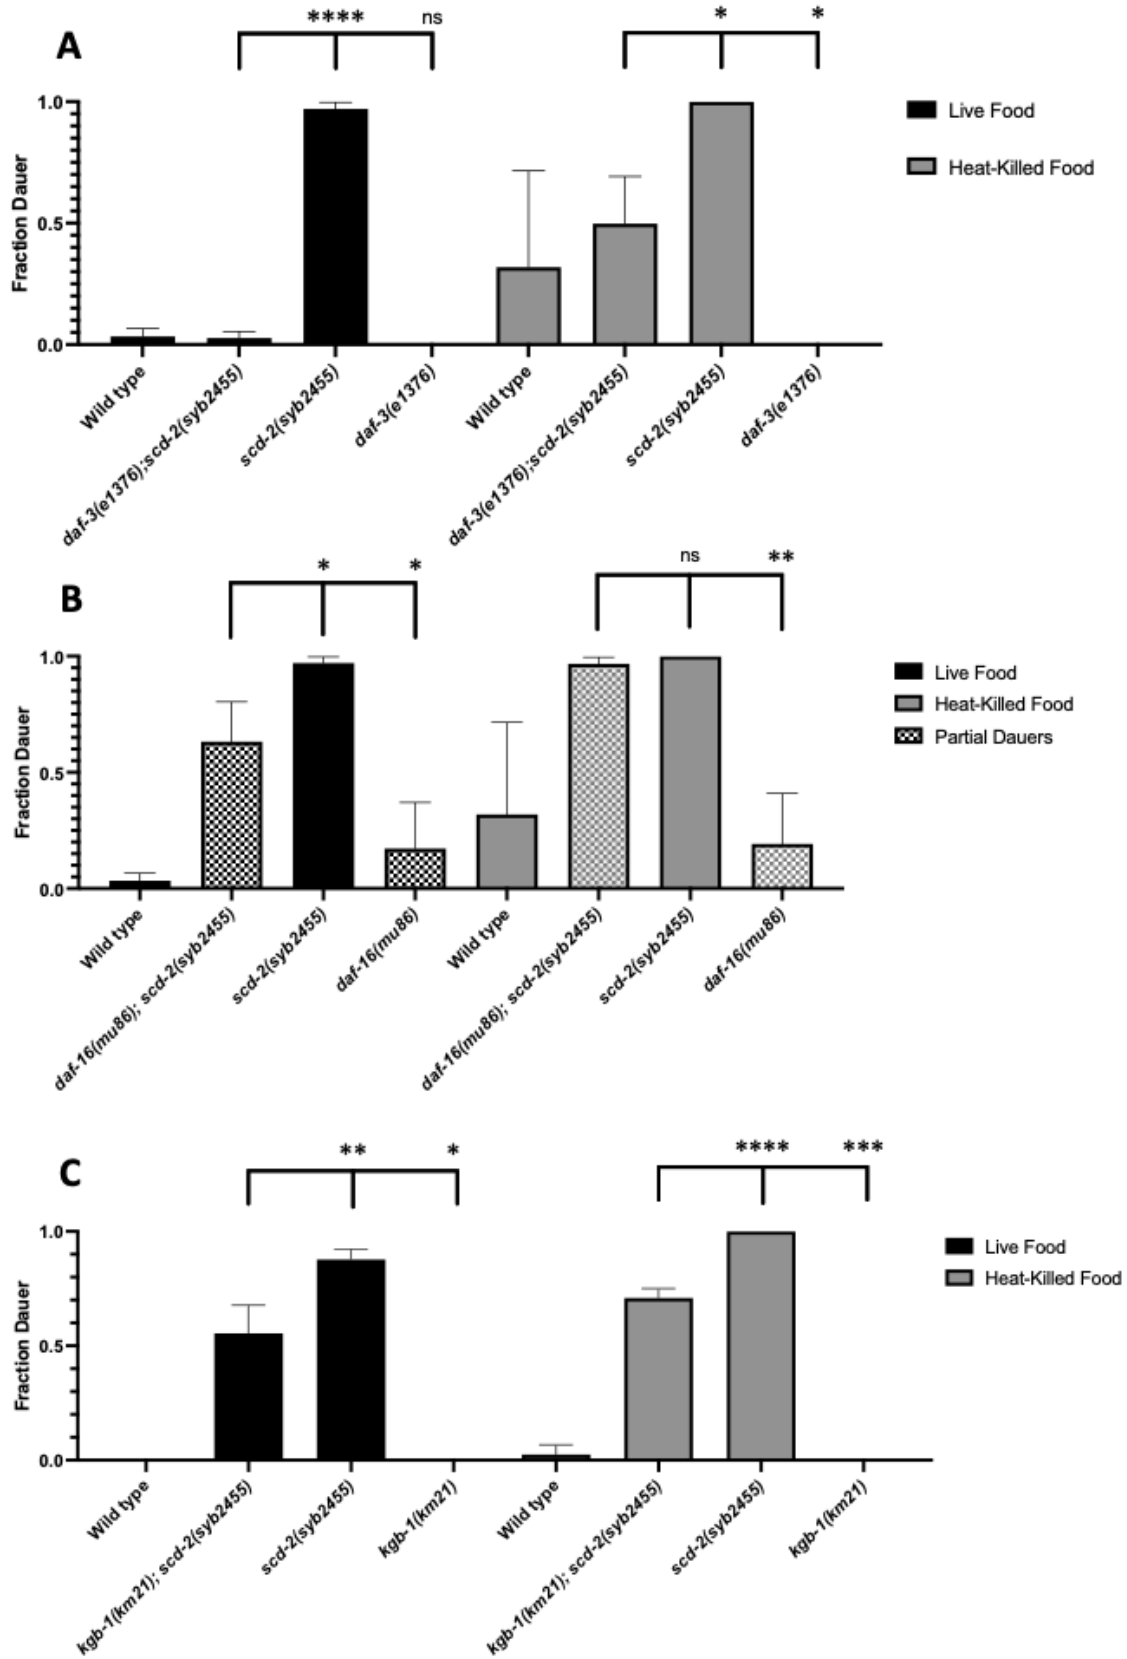 A
**** ns
* *
1.0
0.5
0.0
Fraction Dauer
Wild type
daf-3(e1376);scd-2(syb2455)
scd-2(syb2455)
daf-3(e1376)
Wild type
daf-3(e1376);scd-2(syb2455)
scd-2(syb2455)
daf-3(e1376)
Live Food
Heat-Killed Food
B
* *
ns **
1.0
0.5
0.0
Fraction Dauer
Wild type
daf-16(mu86); scd-2(syb2455)
scd-2(syb2455)
daf-16(mu86)
Wild type
daf-16(mu86); scd-2(syb2455)
scd-2(syb2455)
daf-16(mu86)
Live Food
Heat-Killed Food
Partial Dauers
C
** *
**** ***
1.0
0.5
0.0
Fraction Dauer
Wild type
kgb-1(km21); scd-2(syb2455)
scd-2(syb2455)
kgb-1(km21)
Wild type
kgb-1(km21); scd-2(syb2455)
scd-2(syb2455)
kgb-1(km21)
Live Food
Heat-Killed Food